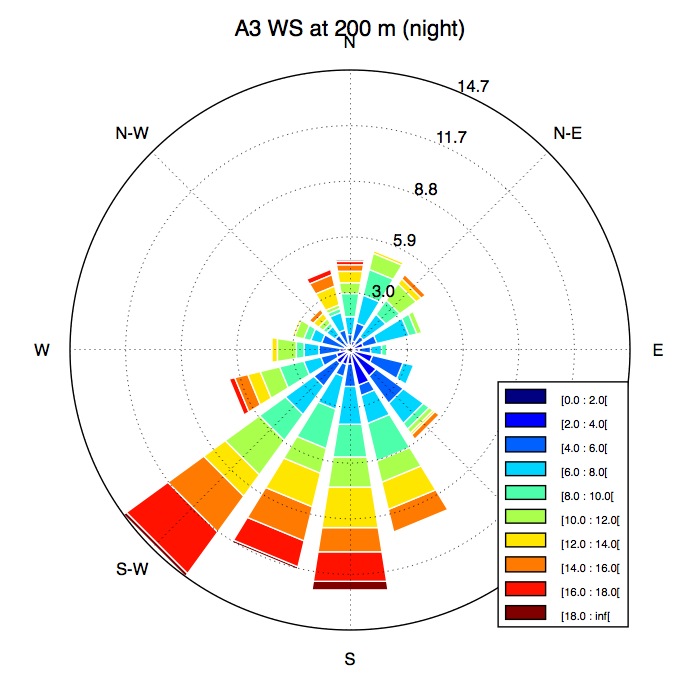 A3 WS at 200 m (night)
N
14.7
N-W
N-E
11.7
8.8
5.9
3.0
W
E
[0.0 : 2.0[
[2.0 : 4.0[
[4.0 : 6.0[
[6.0 : 8.0[
[8.0 : 10.0[
[10.0 : 12.0[
[12.0 : 14.0[
[14.0 : 16.0[
[16.0 : 18.0[
[18.0 : inf[
S-W
S